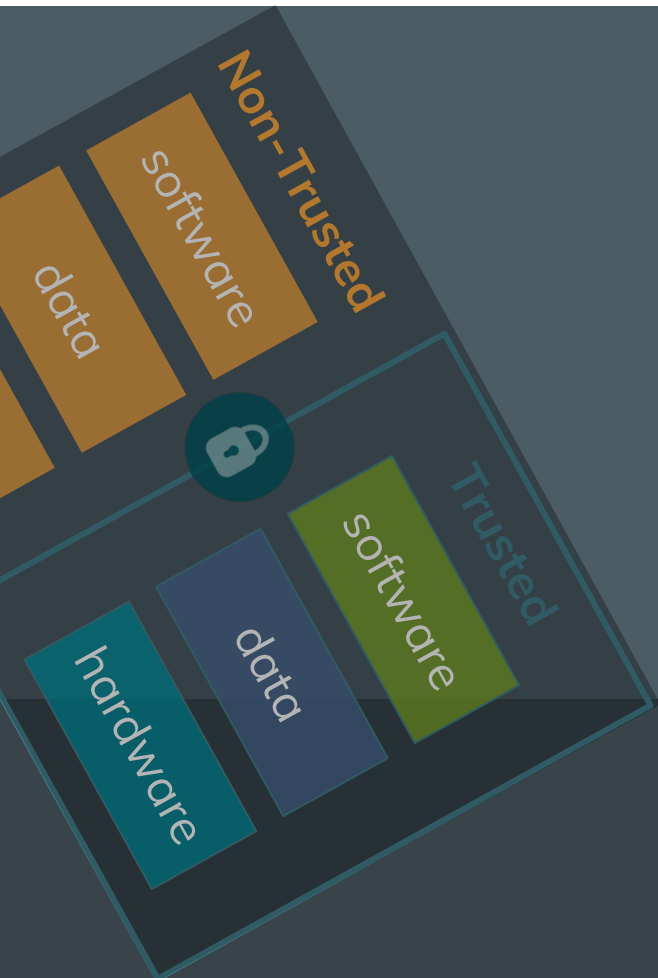 Non-Trusted
software
data
Trusted
software
data
hardware